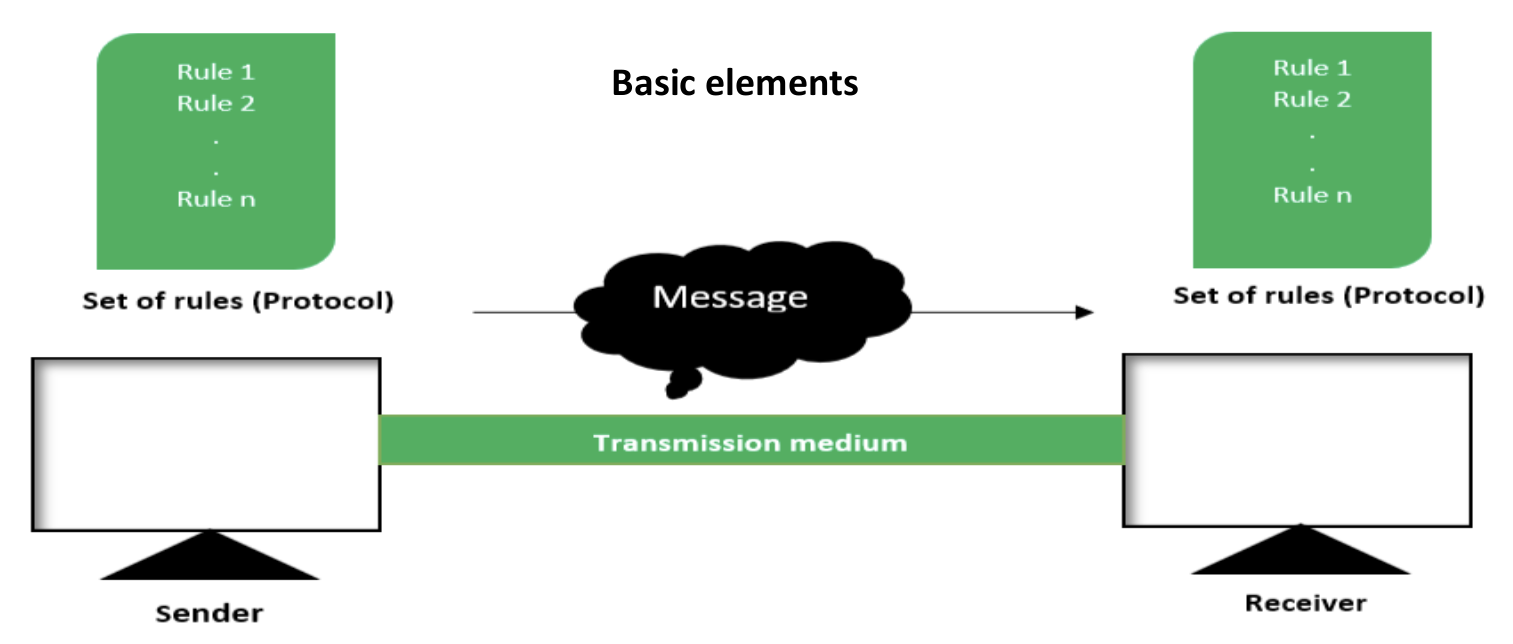 Basic elements
Rule 1
Rule 2
.
.
Rule n
Set of rules (Protocol)
Rule 1
Rule 2
.
.
Rule n
Set of rules (Protocol)
Message
Transmission medium
Sender
Receiver